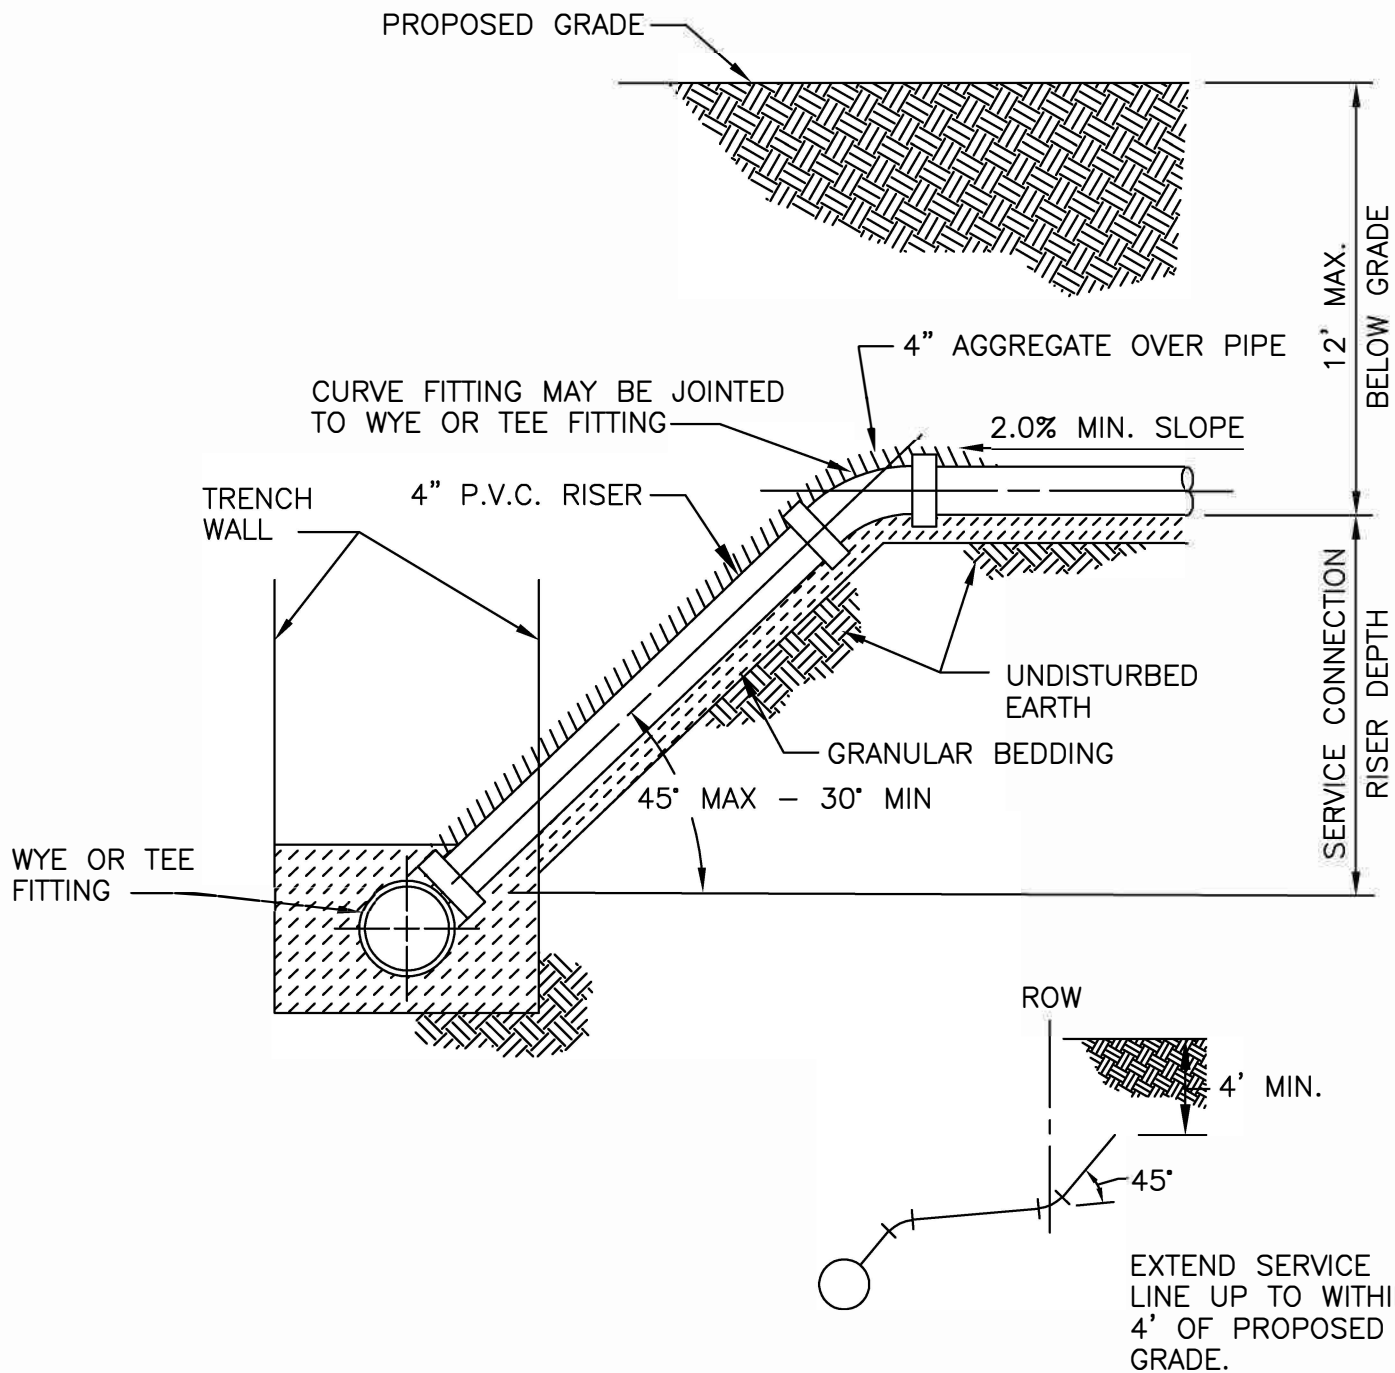 PROPOSED GRADE
12' MAX.
BELOW GRADE
4" AGGREGATE OVER PIPE
CURVE FITTING MAY BE JOINTED
TO WYE OR TEE FITTING
2.0% MIN. SLOPE
TRENCH
WALL
4" P.V.C. RISER
SERVICE CONNECTION
RISER DEPTH
UNDISTURBED
EARTH
GRANULAR BEDDING
45° MAX – 30° MIN
WYE OR TEE
FITTING
ROW
4' MIN.
45°
EXTEND SERVICE
LINE UP TO WITHI
4' OF PROPOSED
GRADE.